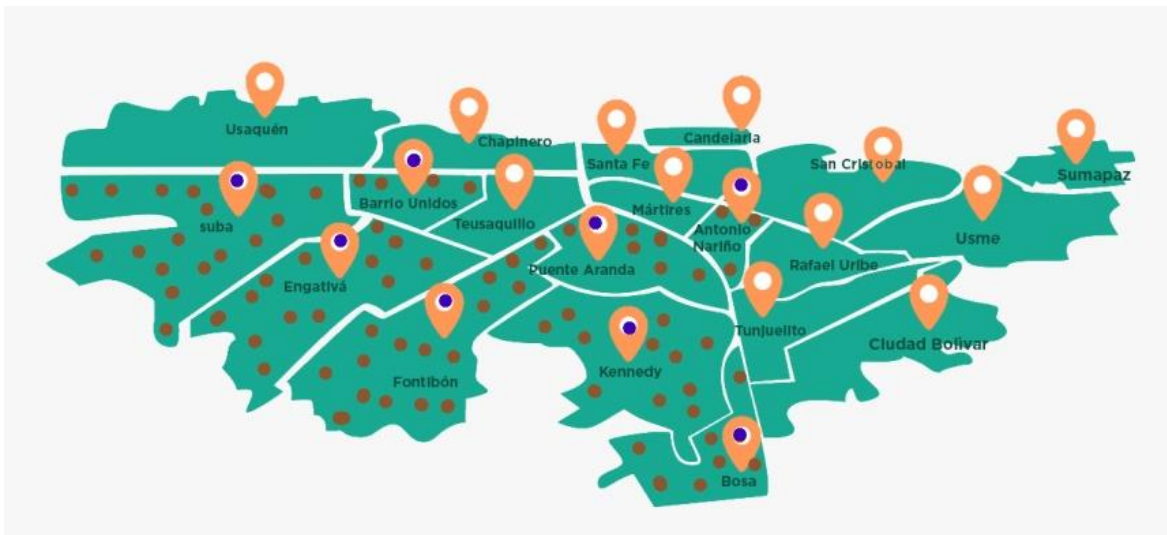 Usaquén
Chapinero
Candelaria
Santa Fe
San Cristobal
Sumapaz
Barrio Unidos
suba
Teusaquillo
Mártires
Antonio
Nariño
Usme
Puente Aranda
Rafael Uribe
Engativá
Tunjuelito
Ciudad Bolivar
Kennedy
Fontibón
Bosa